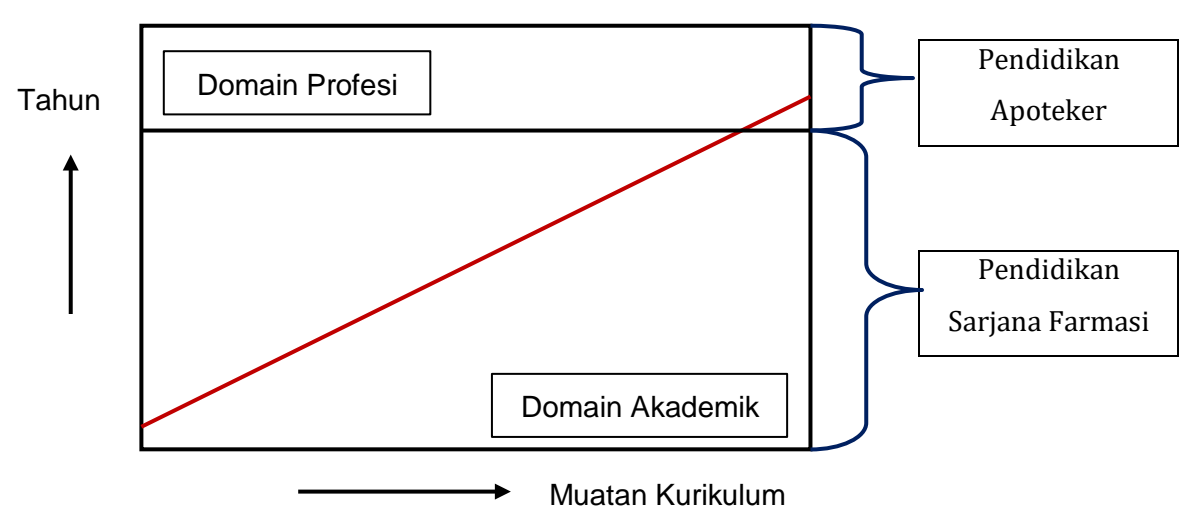 Tahun
Domain Profesi
Pendidikan
Apoteker
Pendidikan
Sarjana Farmasi
Domain Akademik
Muatan Kurikulum